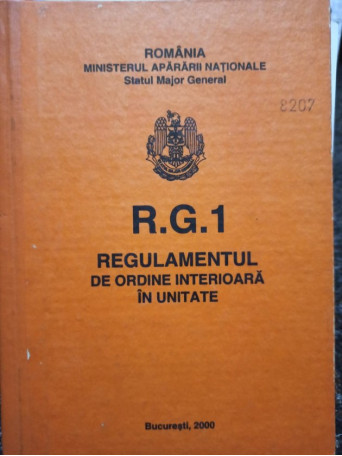 ROMÂNIA
MINISTERUL APĂRĂRII NAȚIONALE
Statul Major General
8207
R.G.1
REGULAMENTUL
DE ORDINE INTERIOARĂ
ÎN UNITATE
București, 2000